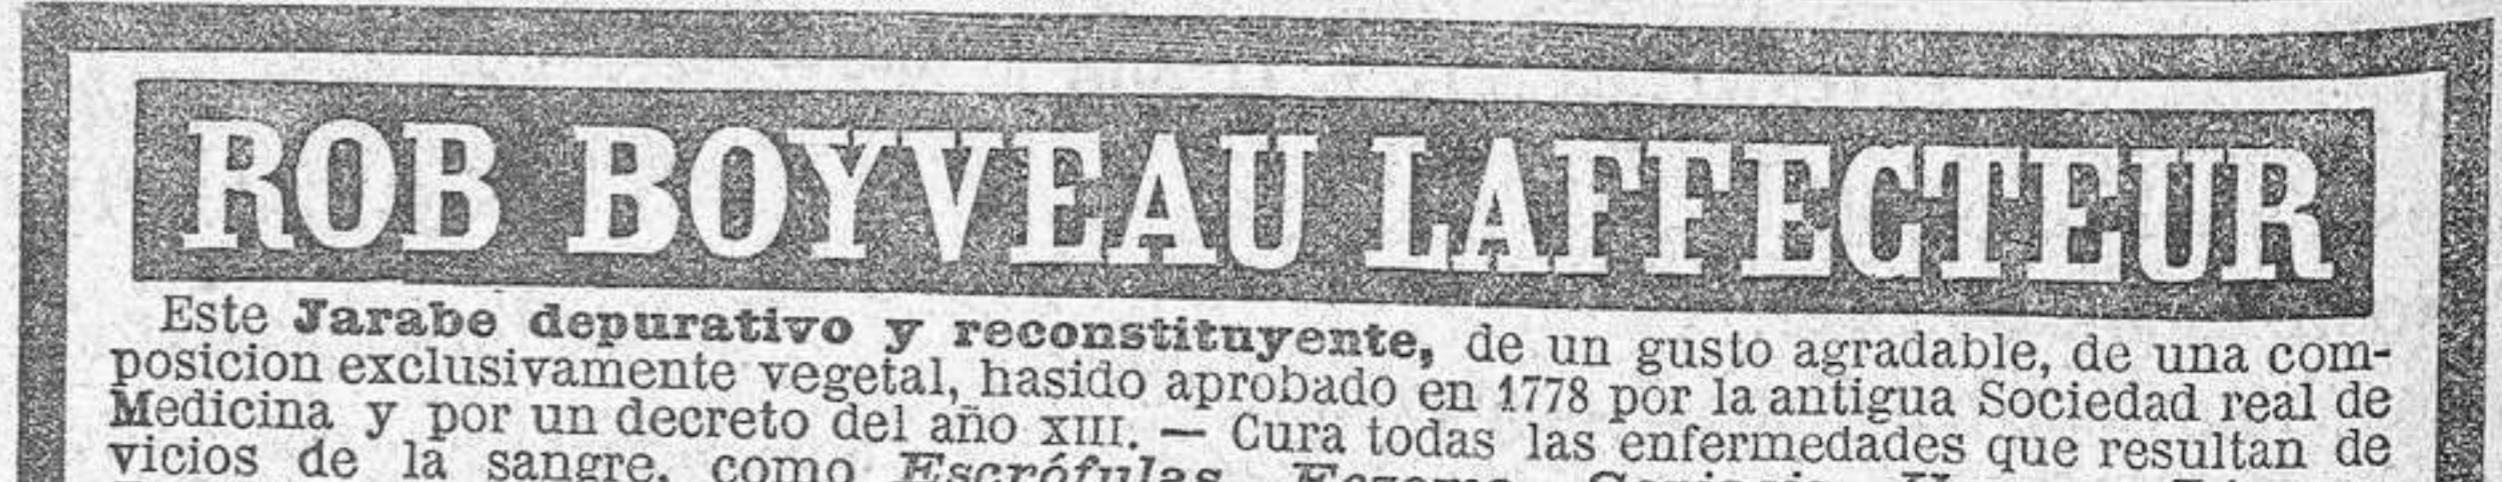 ROB BOYVEAU LAFFECTEUR
Este Jarabe depurativo y reconstituyente, de un gusto agradable, de una com-
posicion exclusivamente vegetal, hasido aprobado en 1778 por la antigua Sociedad real de
Medicina y por un decreto del año XIII. — Cura todas las enfermedades que resultan de
vicios de la sangre, como Escrófulas, Eczema,